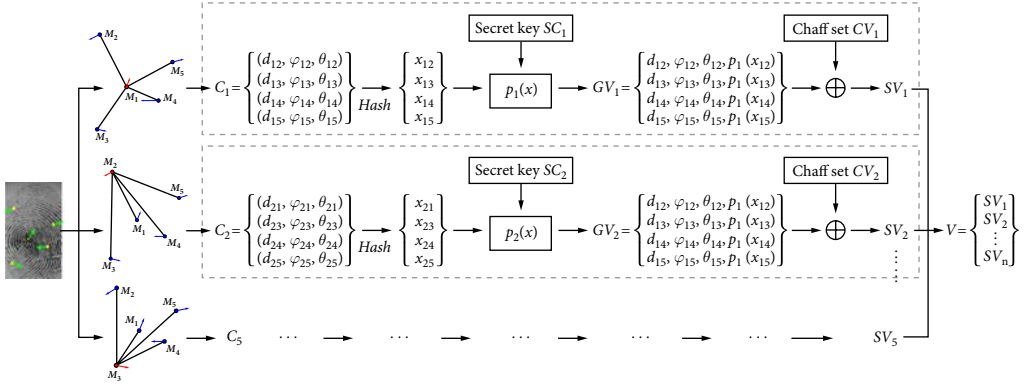 M₂
M₅
M₁
M₄
M₃
C₁ =
(d₁₂, φ₁₂, θ₁₂)
(d₁₃, φ₁₃, θ₁₃)
(d₁₄, φ₁₄, θ₁₄)
(d₁₅, φ₁₅, θ₁₅)
Hash
x₁₂
x₁₃
x₁₄
x₁₅
Secret key SC₁
p₁(x)
GV₁ =
d₁₂, φ₁₂, θ₁₂, p₁ (x₁₂)
d₁₃, φ₁₃, θ₁₃, p₁ (x₁₃)
d₁₄, φ₁₄, θ₁₄, p₁ (x₁₄)
d₁₅, φ₁₅, θ₁₅, p₁ (x₁₅)
Chaff set CV₁
SV₁
M₂
M₅
M₁
M₄
M₃
C₂ =
(d₂₁, φ₂₁, θ₂₁)
(d₂₃, φ₂₃, θ₂₃)
(d₂₄, φ₂₄, θ₂₄)
(d₂₅, φ₂₅, θ₂₅)
Hash
x₂₁
x₂₃
x₂₄
x₂₅
Secret key SC₂
p₂(x)
GV₂ =
d₁₂, φ₁₂, θ₁₂, p₁ (x₁₂)
d₁₃, φ₁₃, θ₁₃, p₁ (x₁₃)
d₁₄, φ₁₄, θ₁₄, p₁ (x₁₄)
d₁₅, φ₁₅, θ₁₅, p₁ (x₁₅)
Chaff set CV₂
SV₂
V =
SV₁
SV₂
⋮
SVₙ
M₂
M₅
M₁
M₄
M₃
C₅
··· ··· ··· ··· ···
SV₅